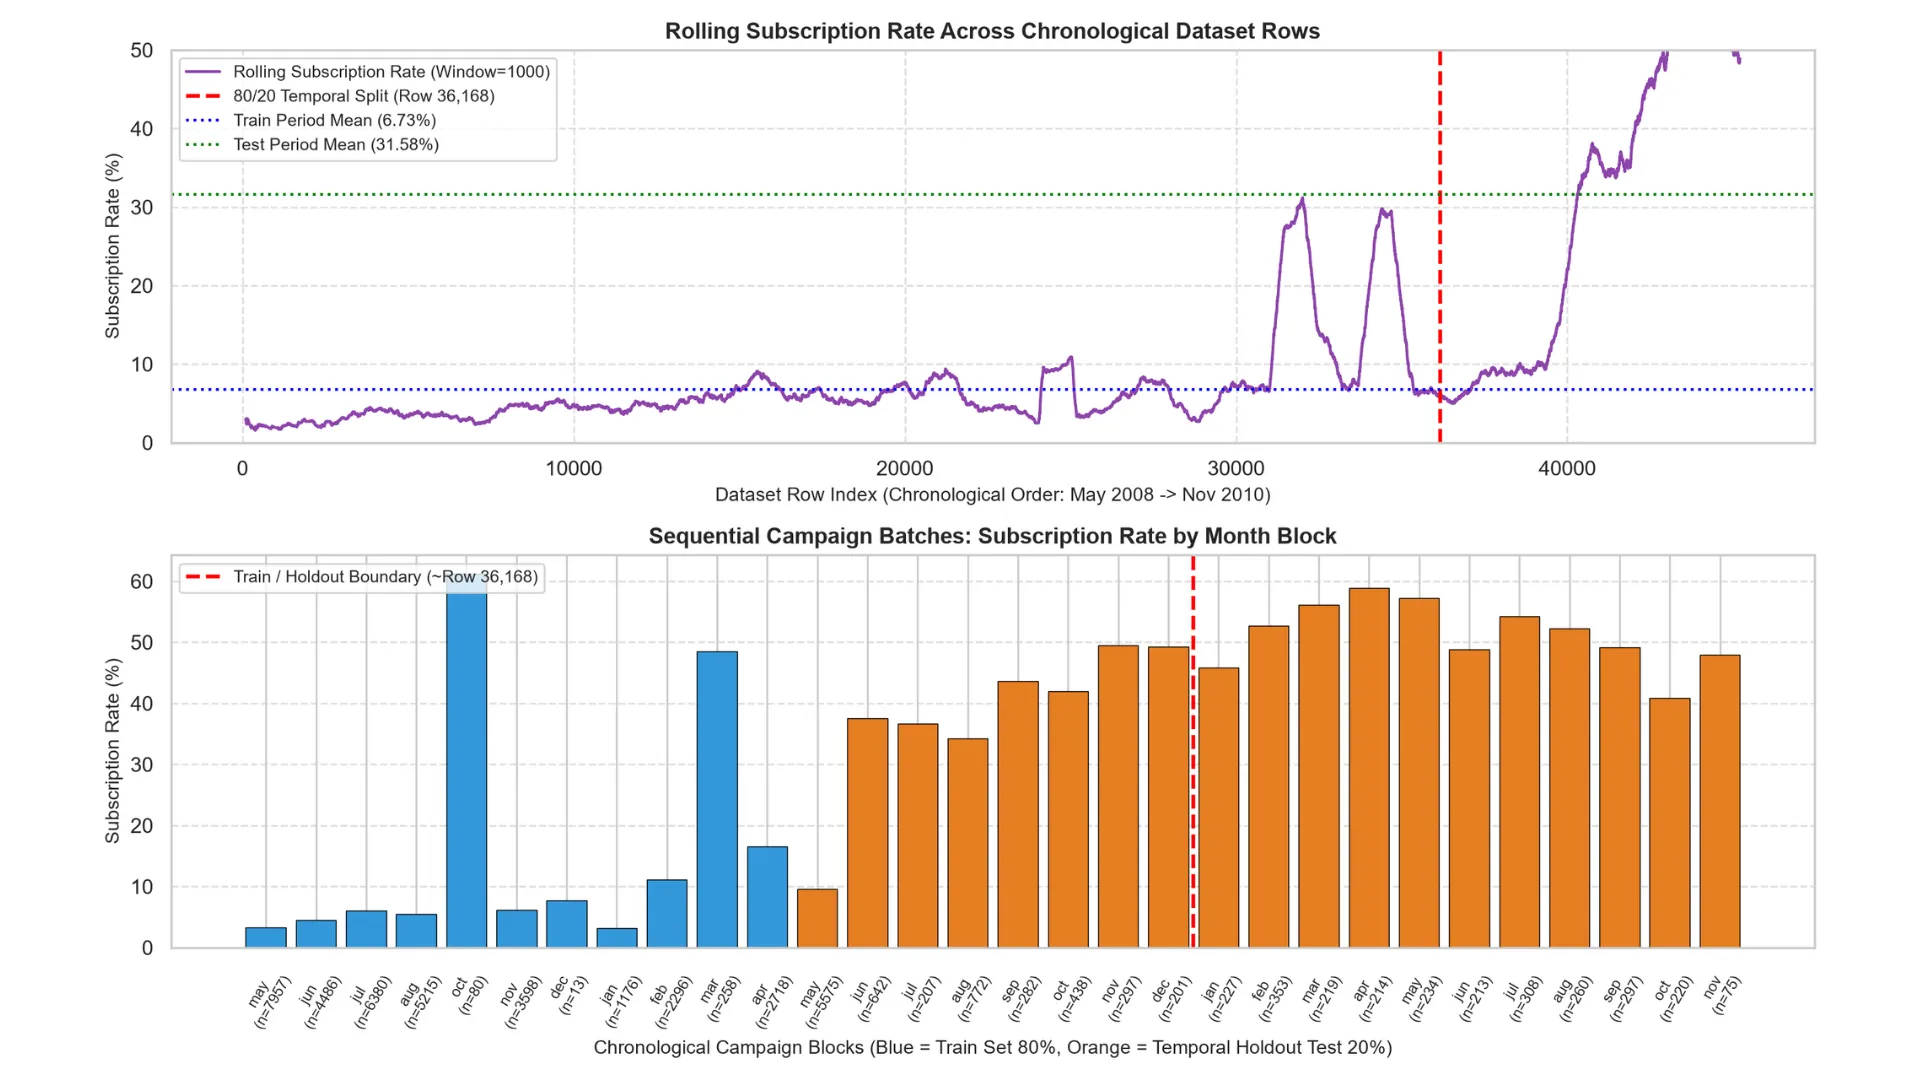 Rolling Subscription Rate Across Chronological Dataset Rows
Subscription Rate (%)
50
40
30
20
10
0
Rolling Subscription Rate (Window=1000)
80/20 Temporal Split (Row 36,168)
Train Period Mean (6.73%)
Test Period Mean (31.58%)
0 10000 20000 30000 40000
Dataset Row Index (Chronological Order: May 2008 -> Nov 2010)
Sequential Campaign Batches: Subscription Rate by Month Block
Subscription Rate (%)
60
50
40
30
20
10
0
Train / Holdout Boundary (~Row 36,168)
may
(n=7957)
jun
(n=4486)
jul
(n=6380)
aug
(n=5215)
oct
(n=80)
nov
(n=3598)
dec
(n=13)
jan
(n=1176)
feb
(n=2296)
mar
(n=258)
apr
(n=2718)
may
(n=5575)
jun
(n=642)
jul
(n=207)
aug
(n=772)
sep
(n=282)
oct
(n=438)
nov
(n=297)
dec
(n=201)
jan
(n=227)
feb
(n=353)
mar
(n=219)
apr
(n=214)
may
(n=234)
jun
(n=213)
jul
(n=308)
aug
(n=260)
sep
(n=297)
oct
(n=220)
nov
(n=75)
Chronological Campaign Blocks (Blue = Train Set 80%, Orange = Temporal Holdout Test 20%)